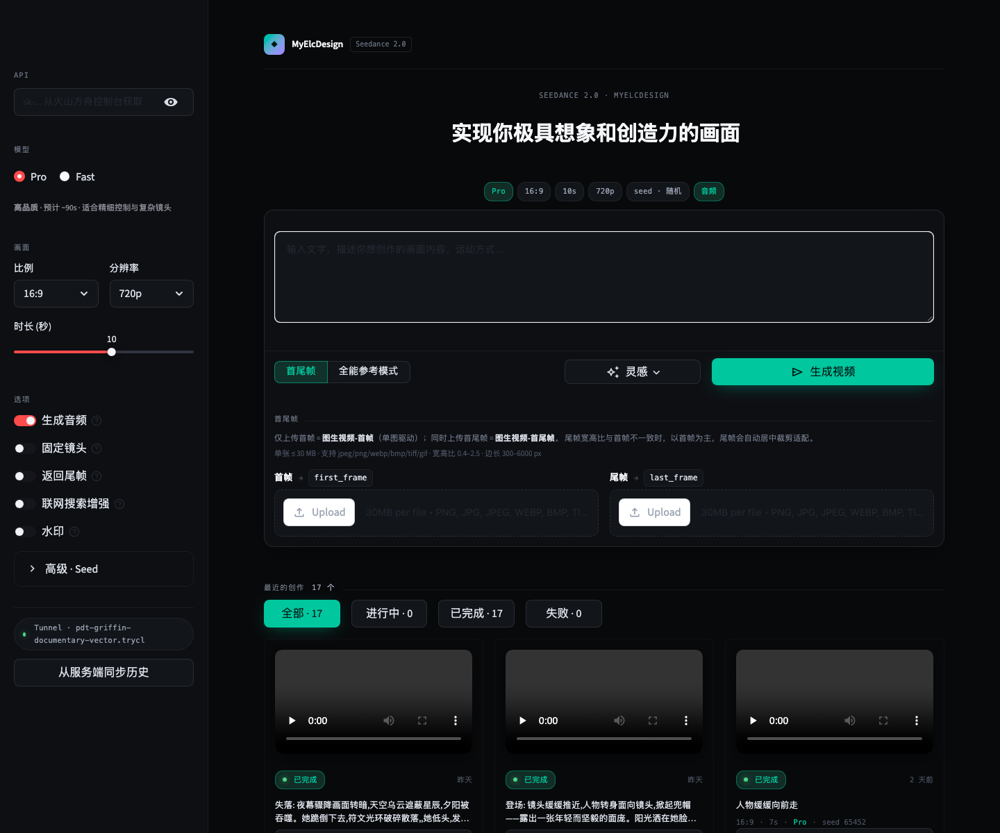 API
sk-... 从火山方舟控制台获取
模型
Pro
Fast
高品质 · 预计 ~90s · 适合精细控制与复杂镜头
画面
比例
分辨率
16:9
720p
时长 (秒)
10
选项
生成音频
固定镜头
返回尾帧
联网搜索增强
水印
高级 · Seed
Tunnel · pdt-griffin-
documentary-vector.trycl
从服务端同步历史
MyElcDesign
Seedance 2.0
SEEDANCE 2.0 · MYELCDESIGN
实现你极具想象和创造力的画面
Pro
16:9
10s
720p
seed · 随机
音频
输入文字，描述你想创作的画面内容、运动方式...
首尾帧
全能参考模式
灵感
生成视频
首尾帧
仅上传首帧 = 图生视频-首帧（单图驱动）；同时上传首尾帧 = 图生视频-首尾帧。 尾帧宽高比与首帧不一致时，以首帧为主，尾帧会自动居中裁剪适配。
单张 ≤ 30 MB · 支持 jpeg/png/webp/bmp/tiff/gif · 宽高比 0.4–2.5 · 边长 300–6000 px
首帧 → first_frame
尾帧 → last_frame
Upload
30MB per file • PNG, JPG, JPEG, WEBP, BMP, TI...
Upload
30MB per file • PNG, JPG, JPEG, WEBP, BMP, TI...
最近的创作 17 个
全部 · 17
进行中 · 0
已完成 · 17
失败 · 0
0:00
0:00
0:00
已完成
昨天
已完成
昨天
已完成
2 天前
失落: 夜幕骤降画面转暗,天空乌云遮蔽星辰,夕阳被
吞噬。她跪倒下去,符文光环破碎散落,,她低头,发...
登场: 镜头缓缓推近,人物转身面向镜头,掀起兜帽
——露出一张年轻而坚毅的面庞。阳光洒在她脸...
人物缓缓向前走
16:9 · 7s · Pro · seed 65452